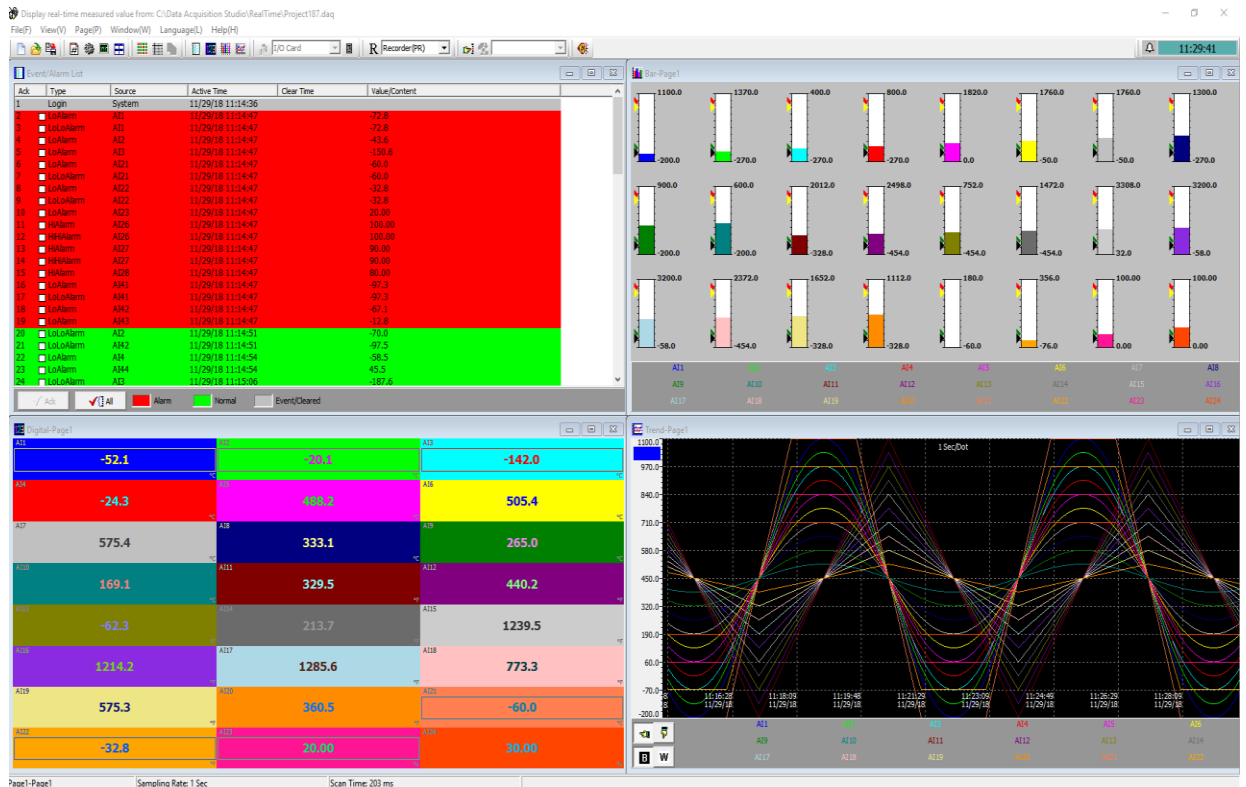 Display real-time measured value from: C:\Data Acquisition Studio\RealTime\Project187.daq
File(F) View(V) Page(P) Window(W) Language(L) Help(H)
I/O Card R Recorder(PR) 11:29:41
Event/Alarm List
Ack Type Source Active Time Clear Time Value/Content
1 Login System 11/29/18 11:14:36
2 LoAlarm AI1 11/29/18 11:14:47 -72.8
3 LoLoAlarm AI1 11/29/18 11:14:47 -72.8
4 LoAlarm AI2 11/29/18 11:14:47 -43.6
5 LoAlarm AI3 11/29/18 11:14:47 -150.6
6 LoAlarm AI21 11/29/18 11:14:47 -60.0
7 LoLoAlarm AI21 11/29/18 11:14:47 -60.0
8 LoAlarm AI22 11/29/18 11:14:47 -32.8
9 LoLoAlarm AI22 11/29/18 11:14:47 -32.8
10 LoAlarm AI23 11/29/18 11:14:47 20.00
11 HiAlarm AI26 11/29/18 11:14:47 100.00
12 HiHiAlarm AI26 11/29/18 11:14:47 100.00
13 HiAlarm AI27 11/29/18 11:14:47 90.00
14 HiHiAlarm AI27 11/29/18 11:14:47 90.00
15 HiAlarm AI28 11/29/18 11:14:47 80.00
16 LoAlarm AI41 11/29/18 11:14:47 -97.3
17 LoLoAlarm AI41 11/29/18 11:14:47 -97.3
18 LoAlarm AI42 11/29/18 11:14:47 -67.1
19 LoAlarm AI43 11/29/18 11:14:47 -12.8
20 LoLoAlarm AI2 11/29/18 11:14:51 -70.0
21 LoLoAlarm AI42 11/29/18 11:14:51 -97.5
22 LoAlarm AI4 11/29/18 11:14:54 -58.5
23 LoAlarm AI44 11/29/18 11:14:54 45.5
24 LoLoAlarm AI3 11/29/18 11:15:06 -187.6
Ack All Alarm Normal Event/Cleared
Bar-Page1
1100.0 1370.0 400.0 800.0 1820.0 1760.0 1760.0 1300.0
-200.0 -270.0 -270.0 -270.0 0.0 -50.0 -50.0 -270.0
900.0 600.0 2012.0 2498.0 752.0 1472.0 3308.0 3200.0
-200.0 -200.0 -328.0 -454.0 -454.0 -454.0 32.0 -58.0
3200.0 2372.0 1652.0 1112.0 180.0 356.0 100.00 100.00
-58.0 -454.0 -328.0 -328.0 -60.0 -76.0 0.00 0.00
AI1 AI3 AI4 AI5 AI6 AI7 AI8
AI9 AI10 AI11 AI12 AI13 AI14 AI15 AI16
AI17 AI18 AI19 AI23 AI24
Digital-Page1
AI1 AI2 AI3
-52.1 -20.1 -142.0
AI4 AI6
-24.3 488.2 505.4
AI7 AI8 AI9
575.4 333.1 265.0
AI10 AI11 AI12
169.1 329.5 440.2
AI14 AI15
-62.3 213.7 1239.5
AI16 AI17 AI18
1214.2 1285.6 773.3
AI19 AI20 AI21
575.3 360.5 -60.0
AI22 AI23 AI24
-32.8 20.00 30.00
Trend-Page1
1 Sec/Dot
1100.0
970.0
840.0
710.0
580.0
450.0
320.0
190.0
60.0
-70.0
-200.0
11:16:28 11:18:09 11:19:48 11:21:29 11:23:09 11:24:49 11:26:29 11:28:09
11/29/18 11/29/18 11/29/18 11/29/18 11/29/18 11/29/18 11/29/18 11/29/18
AI1 AI3 AI4 AI5 AI6
AI9 AI10 AI11 AI12 AI13 AI14
AI17 AI18 AI19 AI22
B W
Page1-Page1 Sampling Rate: 1 Sec Scan Time: 203 ms